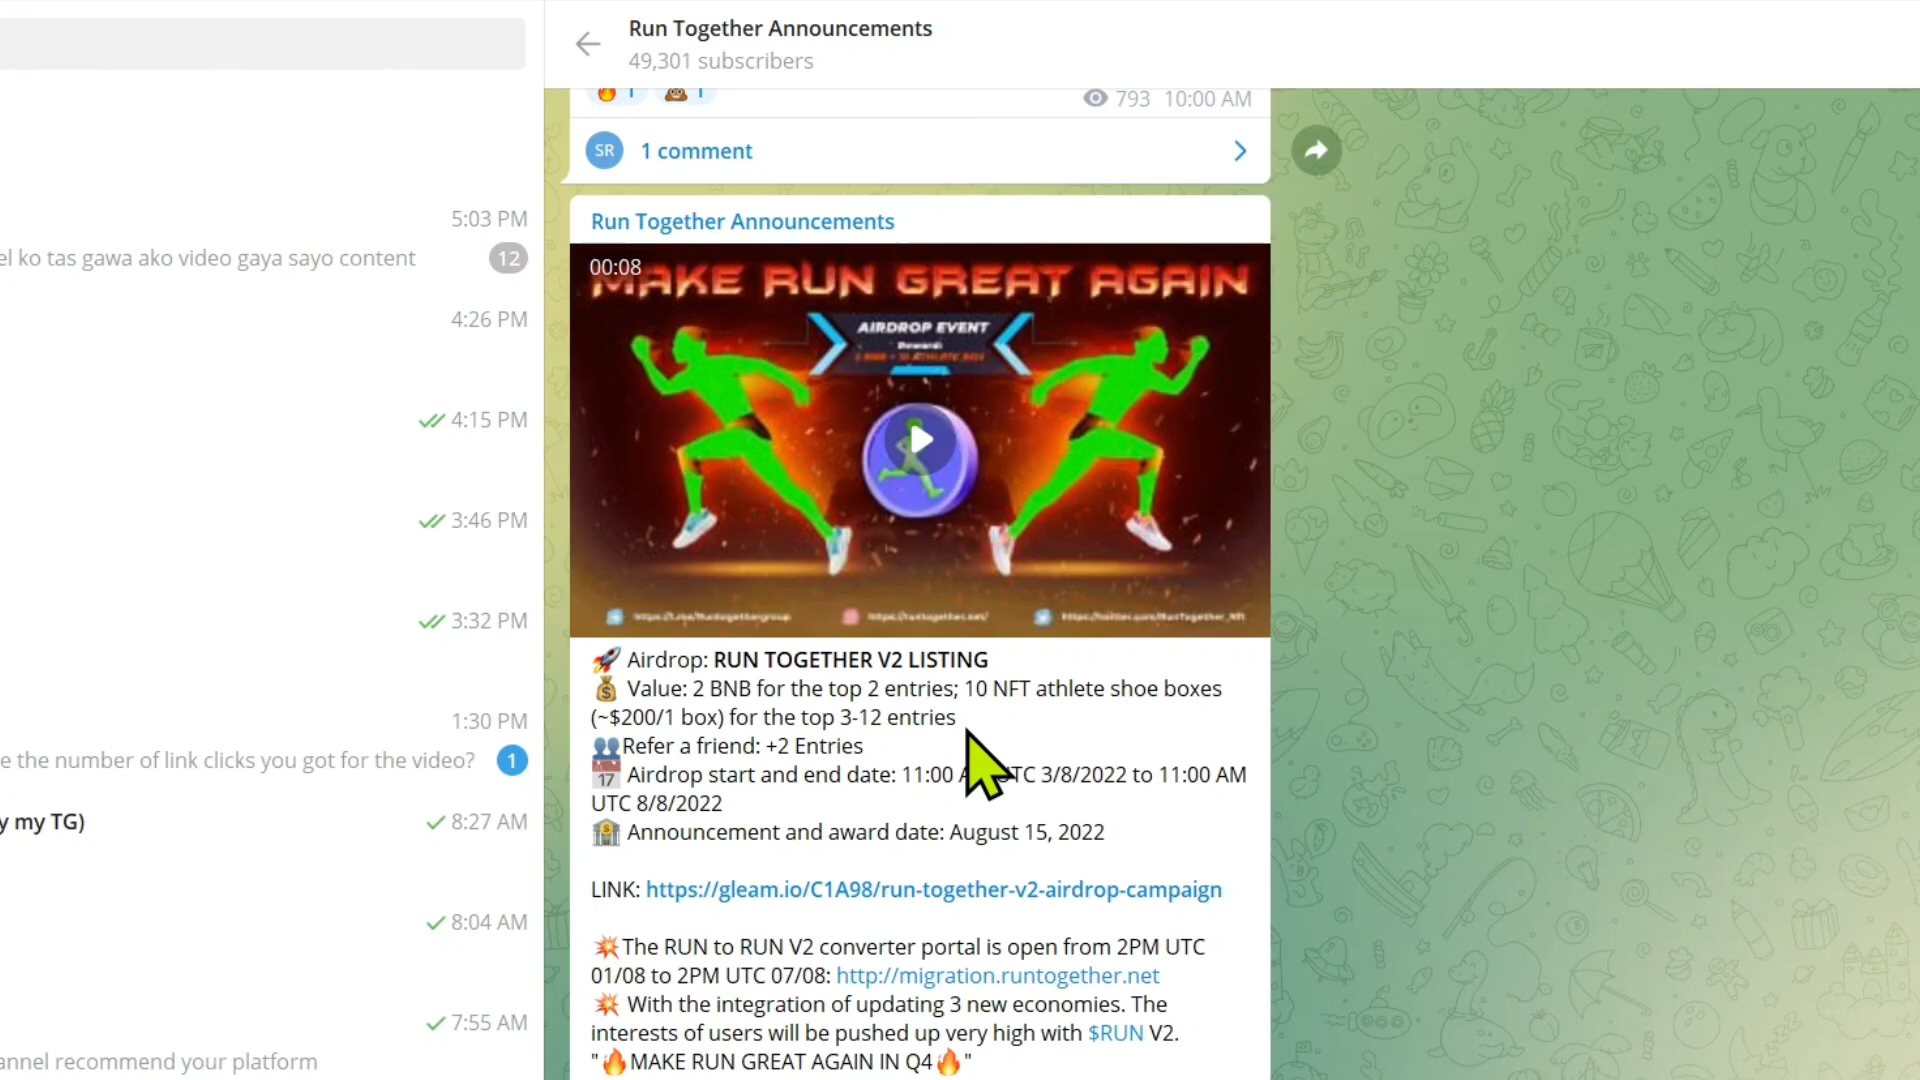 Run Together Announcements
49,301 subscribers
1 1
793 10:00 AM
SR 1 comment
5:03 PM
el ko tas gawa ako video gaya sayo content 12
4:26 PM
4:15 PM
3:46 PM
3:32 PM
1:30 PM
e the number of link clicks you got for the video? 1
y my TG) 8:27 AM
8:04 AM
7:55 AM
annel recommend your platform
Run Together Announcements
00:08
MAKE RUN GREAT AGAIN
AIRDROP EVENT
🚀 Airdrop: RUN TOGETHER V2 LISTING
💰 Value: 2 BNB for the top 2 entries; 10 NFT athlete shoe boxes
(~$200/1 box) for the top 3-12 entries
👥Refer a friend: +2 Entries
📅 Airdrop start and end date: 11:00 UTC 3/8/2022 to 11:00 AM
UTC 8/8/2022
🏦 Announcement and award date: August 15, 2022
LINK: https://gleam.io/C1A98/run-together-v2-airdrop-campaign
💥The RUN to RUN V2 converter portal is open from 2PM UTC
01/08 to 2PM UTC 07/08: http://migration.runtogether.net
💥 With the integration of updating 3 new economies. The
interests of users will be pushed up very high with $RUN V2.
"🔥MAKE RUN GREAT AGAIN IN Q4🔥"